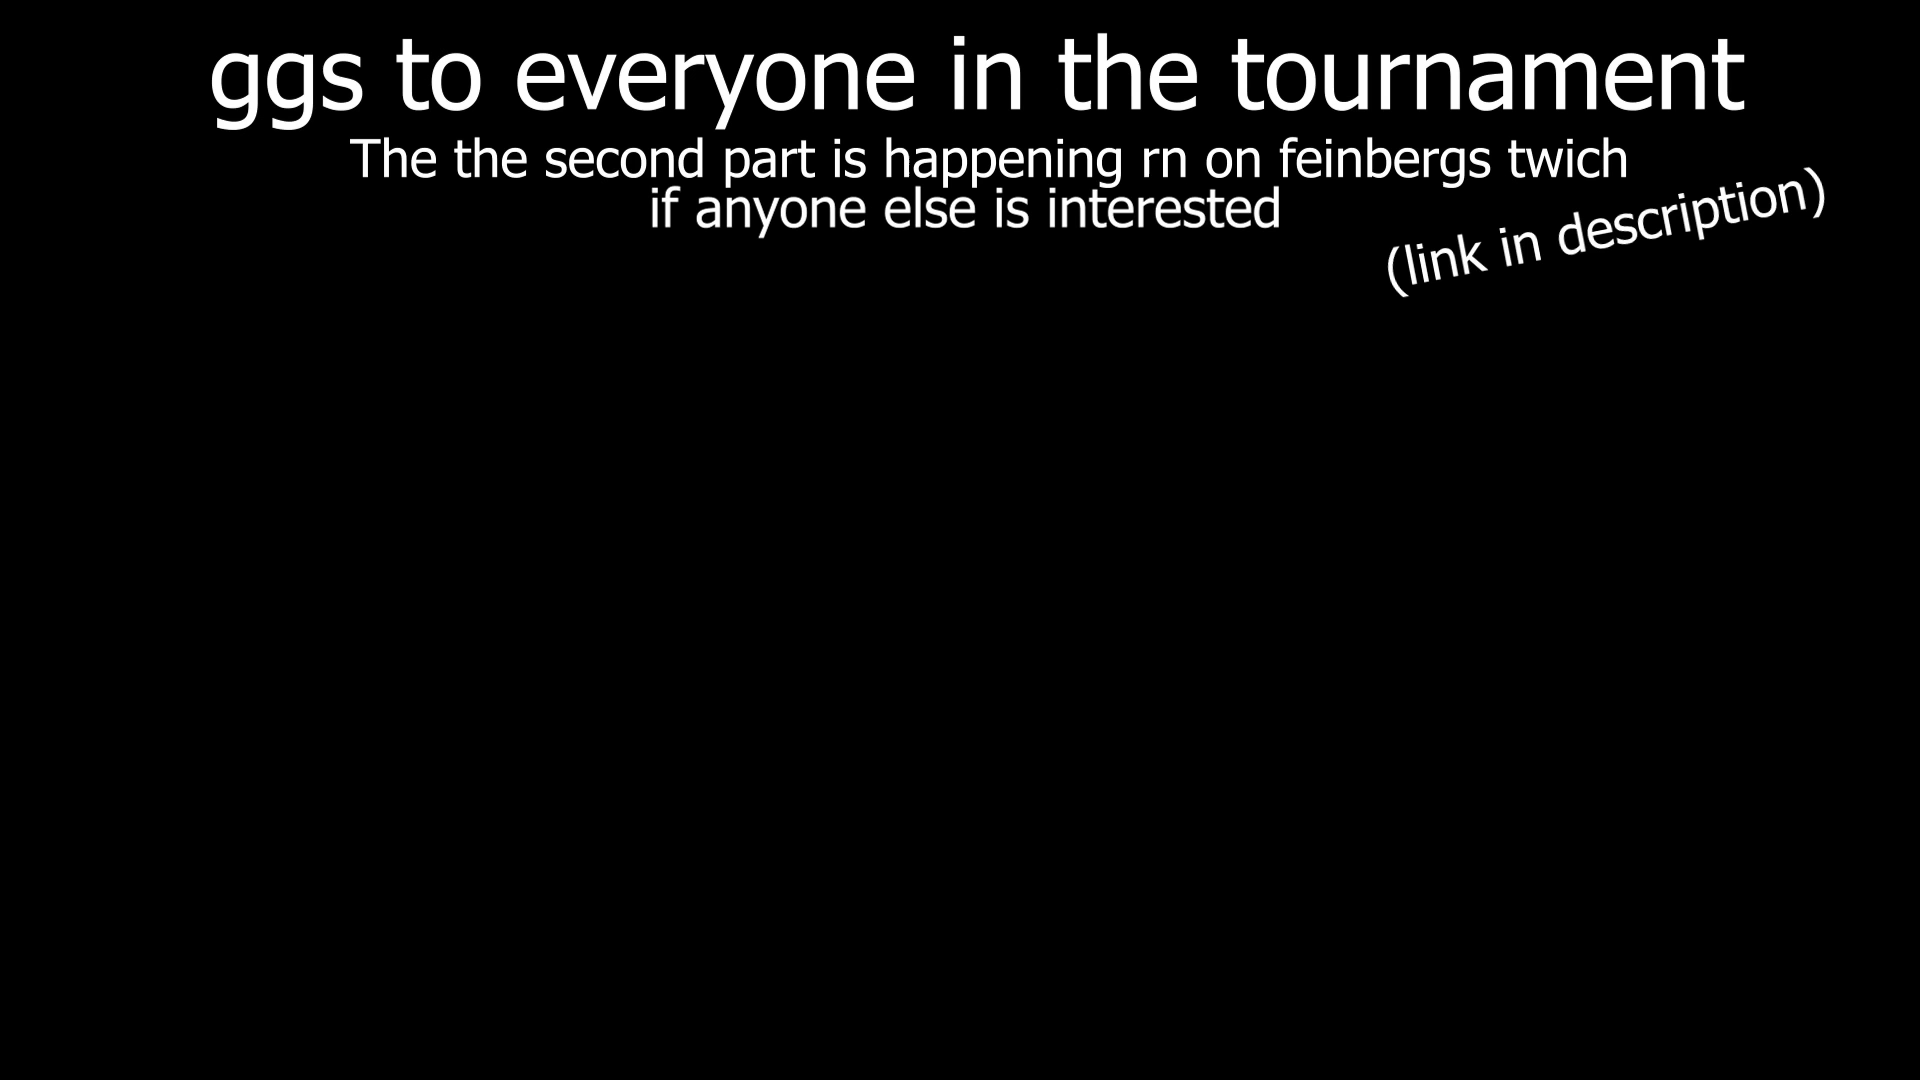 ggs to everyone in the tournament
The the second part is happening rn on feinbergs twich
if anyone else is interested
(link in description)